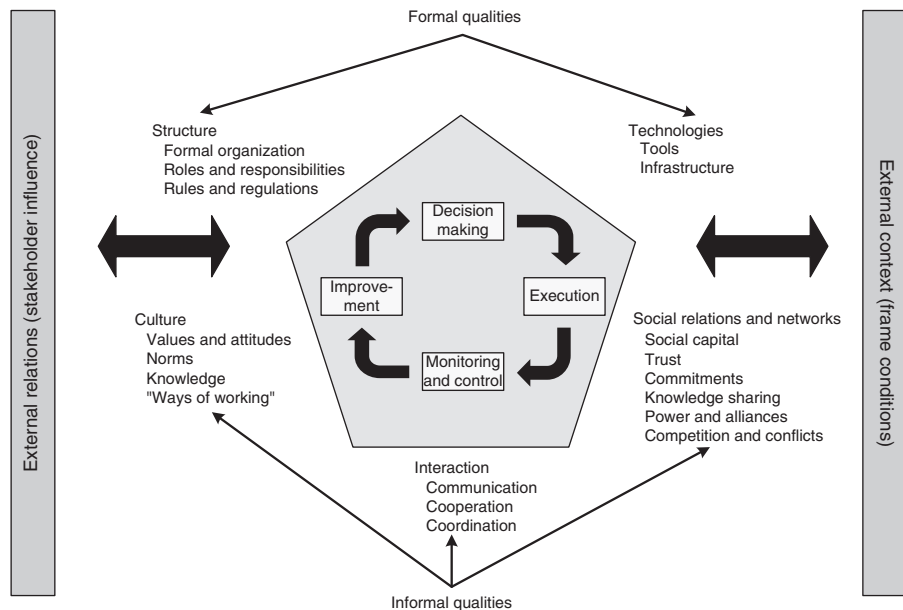 Formal qualities
External relations (stakeholder influence)
Structure
Formal organization
Roles and responsibilities
Rules and regulations
Technologies
Tools
Infrastructure
External context (frame conditions)
Decision
making
Improve-
ment
Execution
Monitoring
and control
Culture
Values and attitudes
Norms
Knowledge
"Ways of working"
Social relations and networks
Social capital
Trust
Commitments
Knowledge sharing
Power and alliances
Competition and conflicts
Interaction
Communication
Cooperation
Coordination
Informal qualities